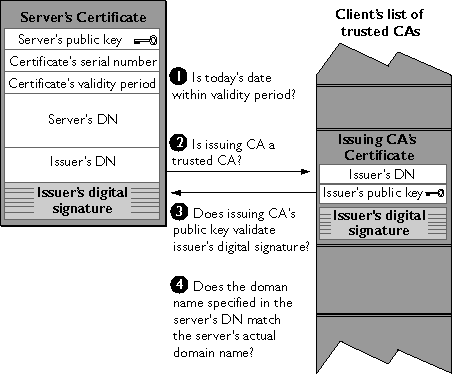 Server's Certificate
Server's public key
Certificate's serial number
Certificate's validity period
Server's DN
Issuer's DN
Issuer's digital
signature
1 Is today's date
within validity period?
2 Is issuing CA a
trusted CA?
3 Does issuing CA's
public key validate
issuer's digital signature?
4 Does the doman
name specified in the
server's DN match
the server's actual
domain name?
Client's list of
trusted CAs
Issuing CA's
Certificate
Issuer's DN
Issuer's public key
Issuer's digital
signature